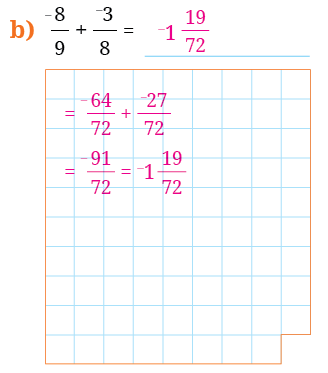 b) ⁻8/9 + ⁻3/8 = ⁻1 19/72
= ⁻64/72 + ⁻27/72
= ⁻91/72 = ⁻1 19/72